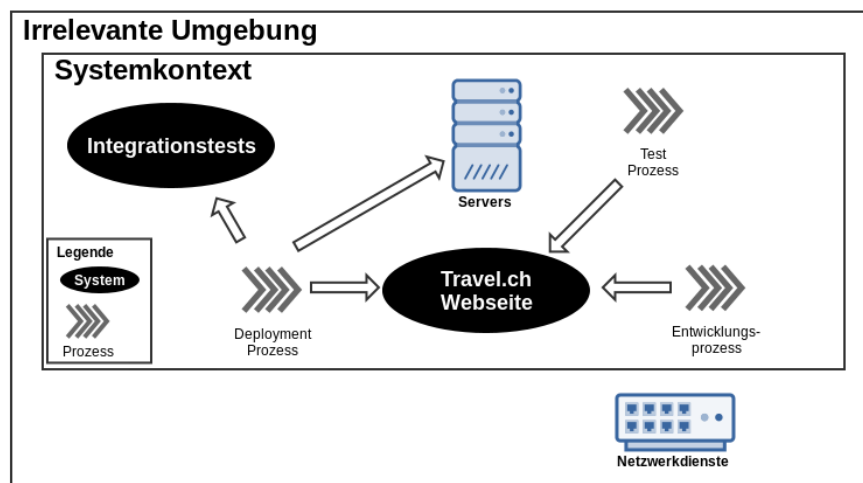 Irrelevante Umgebung
Systemkontext
Integrationstests
Servers
Test
Prozess
Legende
System
Prozess
Deployment
Prozess
Travel.ch
Webseite
Entwicklungs-
prozess
Netzwerkdienste